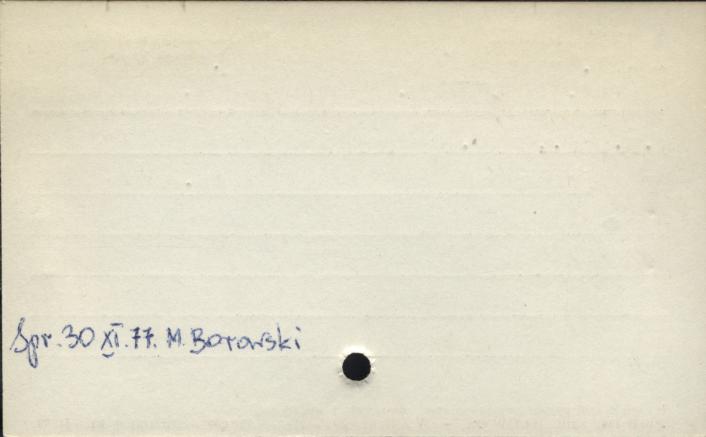 Spr. 30 XI. 77. M. Borowski